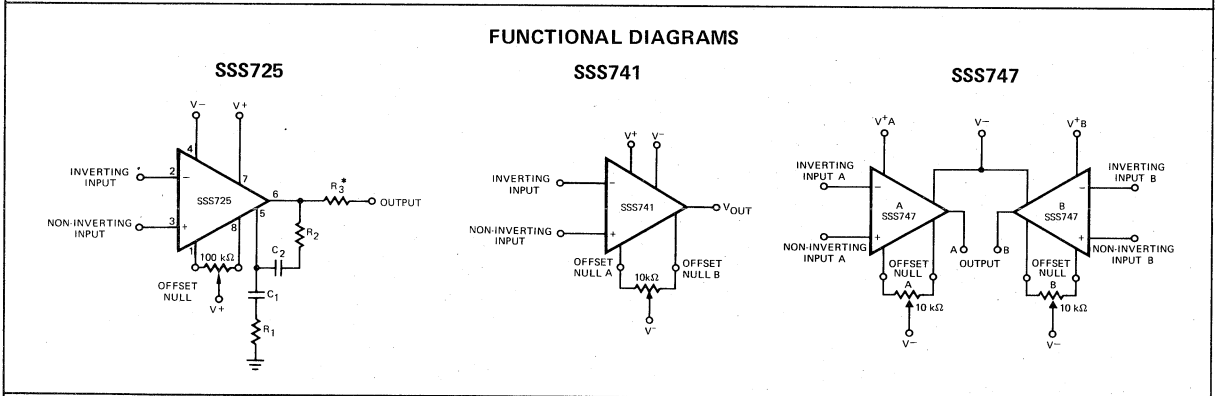 FUNCTIONAL DIAGRAMS
SSS725
V−
V+
4
7
INVERTING
INPUT
2
−
SSS725
6
R3*
OUTPUT
NON-INVERTING
INPUT
3
+
5
8
1
R2
100 kΩ
C2
OFFSET
NULL
V+
C1
R1
SSS741
V+
V−
INVERTING
INPUT
−
SSS741
VOUT
NON-INVERTING
INPUT
+
OFFSET
NULL A
OFFSET
NULL B
10kΩ
V−
SSS747
V+A
V−
V+B
INVERTING
INPUT A
−
A
SSS747
NON-INVERTING
INPUT A
+
A
OUTPUT
B
B
SSS747
−
INVERTING
INPUT B
+
NON-INVERTING
INPUT B
OFFSET
NULL
A
10 kΩ
V−
OFFSET
NULL
B
10 kΩ
V−